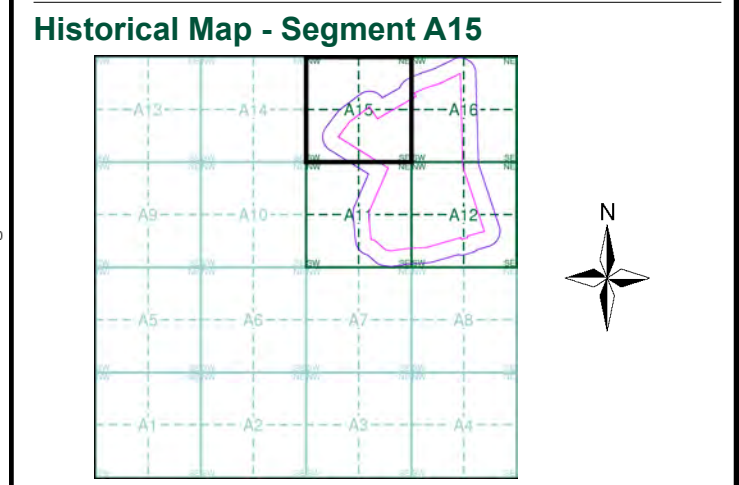 Historical Map - Segment A15
A13 A14 A15 A16
N
A9 A10 A11 A12
A5 A6 A7 A8
A1 A2 A3 A4